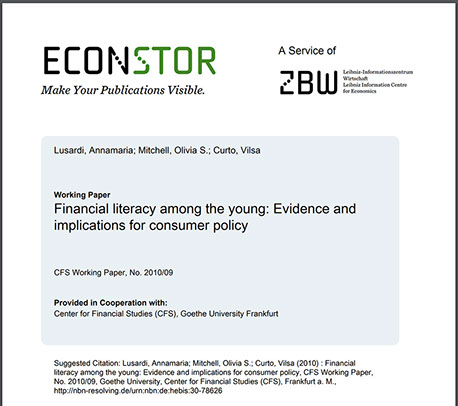 ECONSTOR
Make Your Publications Visible.
A Service of
ZBW
Leibniz-Informationszentrum
Wirtschaft
Leibniz Information Centre
for Economics
Lusardi, Annamaria; Mitchell, Olivia S.; Curto, Vilsa
Working Paper
Financial literacy among the young: Evidence and
implications for consumer policy
CFS Working Paper, No. 2010/09
Provided in Cooperation with:
Center for Financial Studies (CFS), Goethe University Frankfurt
Suggested Citation: Lusardi, Annamaria; Mitchell, Olivia S.; Curto, Vilsa (2010) : Financial
literacy among the young: Evidence and implications for consumer policy, CFS Working Paper,
No. 2010/09, Goethe University, Center for Financial Studies (CFS), Frankfurt a. M.,
http://nbn-resolving.de/urn:nbn:de:hebis:30-78626